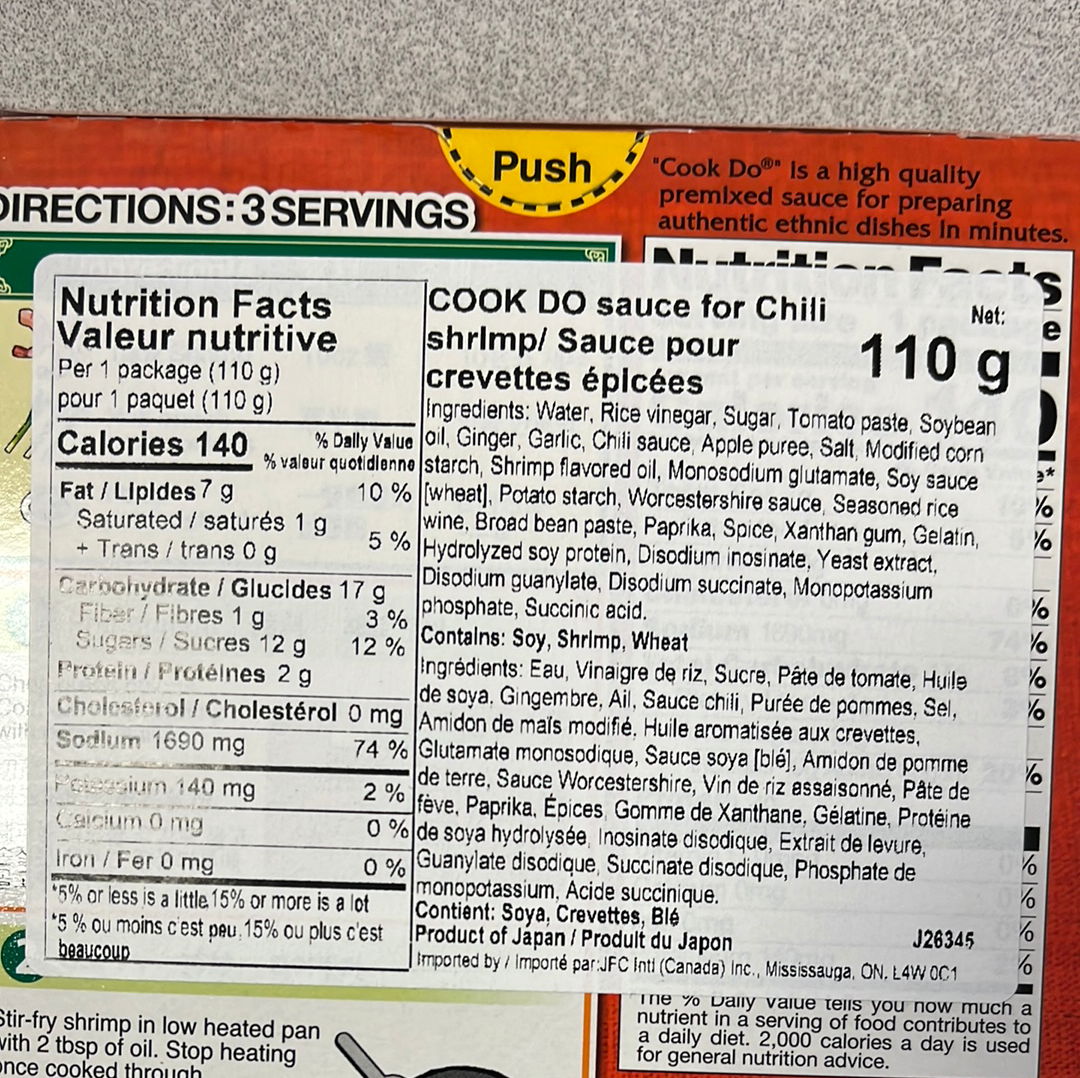 Push
"Cook Do®" is a high quality
premixed sauce for preparing
authentic ethnic dishes in minutes.
DIRECTIONS: 3 SERVINGS
Nutrition Facts
Nutrition Facts
Valeur nutritive
Per 1 package (110 g)
pour 1 paquet (110 g)
Calories 140
% Daily Value
% valeur quotidienne
Fat / Lipides 7 g 10 %
Saturated / saturés 1 g
+ Trans / trans 0 g 5 %
Carbohydrate / Glucides 17 g
Fiber / Fibres 1 g 3 %
Sugars / Sucres 12 g 12 %
Protein / Protéines 2 g
Cholesterol / Cholestérol 0 mg
Sodium 1690 mg 74 %
Potassium 140 mg 2 %
Calcium 0 mg 0 %
Iron / Fer 0 mg 0 %
*5% or less is a little, 15% or more is a lot
*5 % ou moins c'est peu, 15% ou plus c'est
beaucoup
COOK DO sauce for Chili
shrimp/ Sauce pour
crevettes épicées
Net:
110 g
Ingredients: Water, Rice vinegar, Sugar, Tomato paste, Soybean
oil, Ginger, Garlic, Chili sauce, Apple puree, Salt, Modified corn
starch, Shrimp flavored oil, Monosodium glutamate, Soy sauce
[wheat], Potato starch, Worcestershire sauce, Seasoned rice
wine, Broad bean paste, Paprika, Spice, Xanthan gum, Gelatin,
Hydrolyzed soy protein, Disodium inosinate, Yeast extract,
Disodium guanylate, Disodium succinate, Monopotassium
phosphate, Succinic acid.
Contains: Soy, Shrimp, Wheat
Ingrédients: Eau, Vinaigre de riz, Sucre, Pâte de tomate, Huile
de soya, Gingembre, Ail, Sauce chili, Purée de pommes, Sel,
Amidon de maïs modifié, Huile aromatisée aux crevettes,
Glutamate monosodique, Sauce soya [blé], Amidon de pomme
de terre, Sauce Worcestershire, Vin de riz assaisonné, Pâte de
fève, Paprika, Épices, Gomme de Xanthane, Gélatine, Protéine
de soya hydrolysée, Inosinate disodique, Extrait de levure,
Guanylate disodique, Succinate disodique, Phosphate de
monopotassium, Acide succinique.
Contient: Soya, Crevettes, Blé
Product of Japan / Produit du Japon J26345
Imported by / Importé par:JFC Intl (Canada) Inc., Mississauga, ON, L4W 0C1
The % Daily Value tells you how much a
nutrient in a serving of food contributes to
a daily diet. 2,000 calories a day is used
for general nutrition advice.
2
Stir-fry shrimp in low heated pan
with 2 tbsp of oil. Stop heating
once cooked through